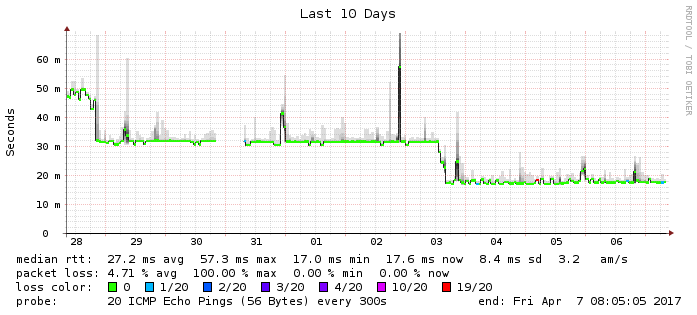 Last 10 Days
RRDTOOL / TOBI OETIKER
Seconds
60 m
50 m
40 m
30 m
20 m
10 m
0
28 29 30 31 01 02 03 04 05 06
median rtt: 27.2 ms avg 57.3 ms max 17.0 ms min 17.6 ms now 8.4 ms sd 3.2 am/s
packet loss: 4.71 % avg 100.00 % max 0.00 % min 0.00 % now
loss color: 0 1/20 2/20 3/20 4/20 10/20 19/20
probe: 20 ICMP Echo Pings (56 Bytes) every 300s end: Fri Apr 7 08:05:05 2017